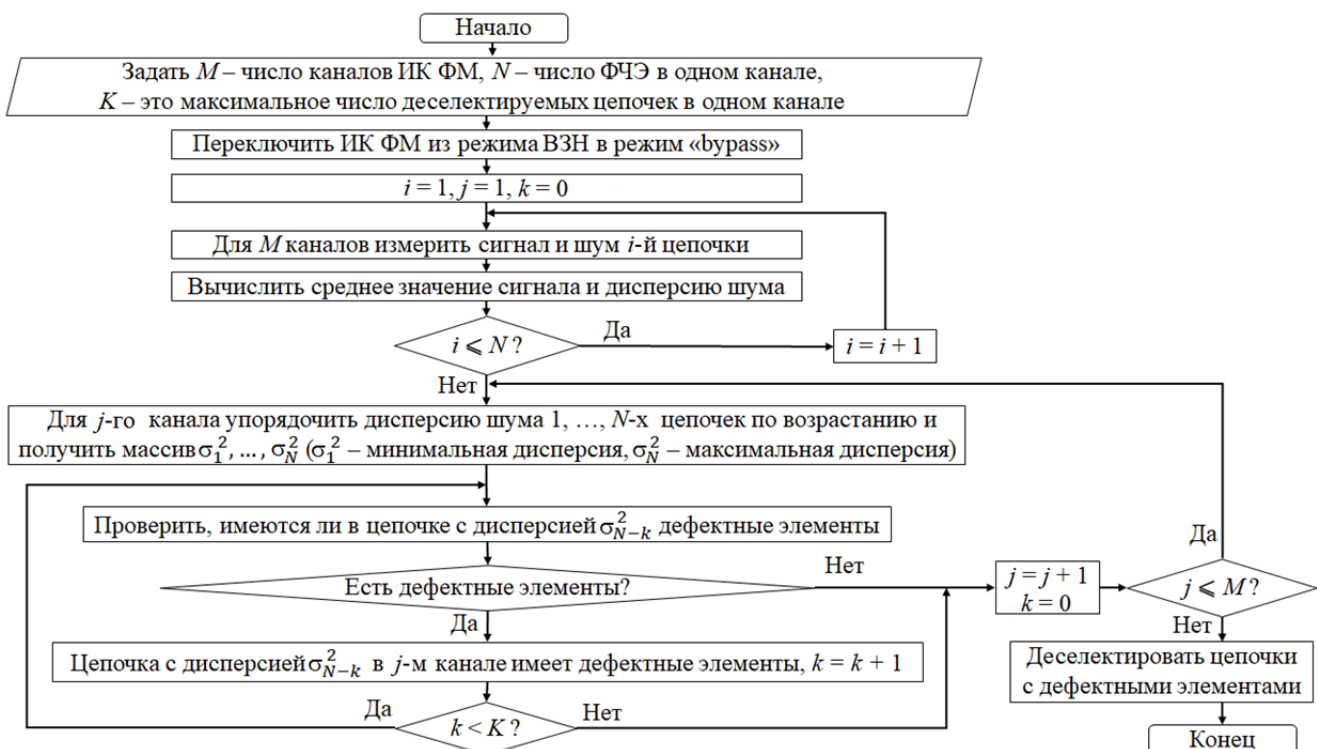 Начало
Задать M – число каналов ИК ФМ, N – число ФЧЭ в одном канале,
K – это максимальное число деселектируемых цепочек в одном канале
Переключить ИК ФМ из режима ВЗН в режим «bypass»
i = 1, j = 1, k = 0
Для M каналов измерить сигнал и шум i-й цепочки
Вычислить среднее значение сигнала и дисперсию шума
i ⩽ N?
Да
i = i + 1
Нет
Для j-го канала упорядочить дисперсию шума 1, …, N-х цепочек по возрастанию и
получить массив σ₁², …, σ_N² (σ₁² – минимальная дисперсия, σ_N² – максимальная дисперсия)
Проверить, имеются ли в цепочке с дисперсией σ_{N−k}² дефектные элементы
Есть дефектные элементы?
Нет
Да
Цепочка с дисперсией σ_{N−k}² в j-м канале имеет дефектные элементы, k = k + 1
k < K?
Да
Нет
j = j + 1
k = 0
j ⩽ M?
Да
Нет
Деселектировать цепочки
с дефектными элементами
Конец